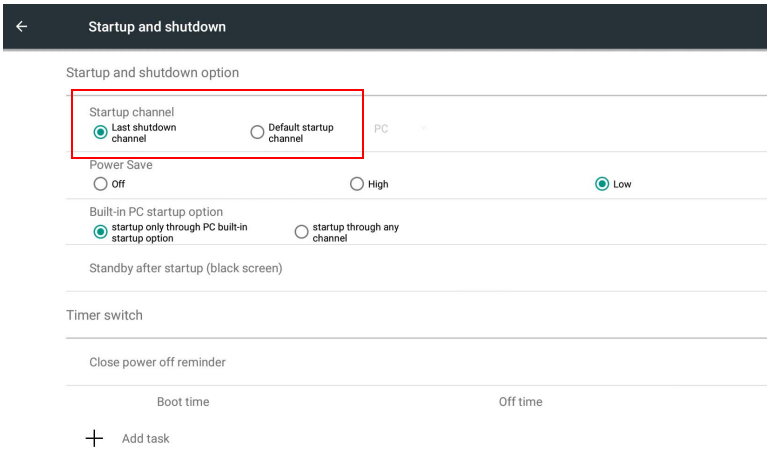 Startup and shutdown
Startup and shutdown option
Startup channel
Last shutdown
channel
Default startup
channel
PC
Power Save
Off
High
Low
Built-in PC startup option
startup only through PC built-in
startup option
startup through any
channel
Standby after startup (black screen)
Timer switch
Close power off reminder
Boot time
Off time
Add task